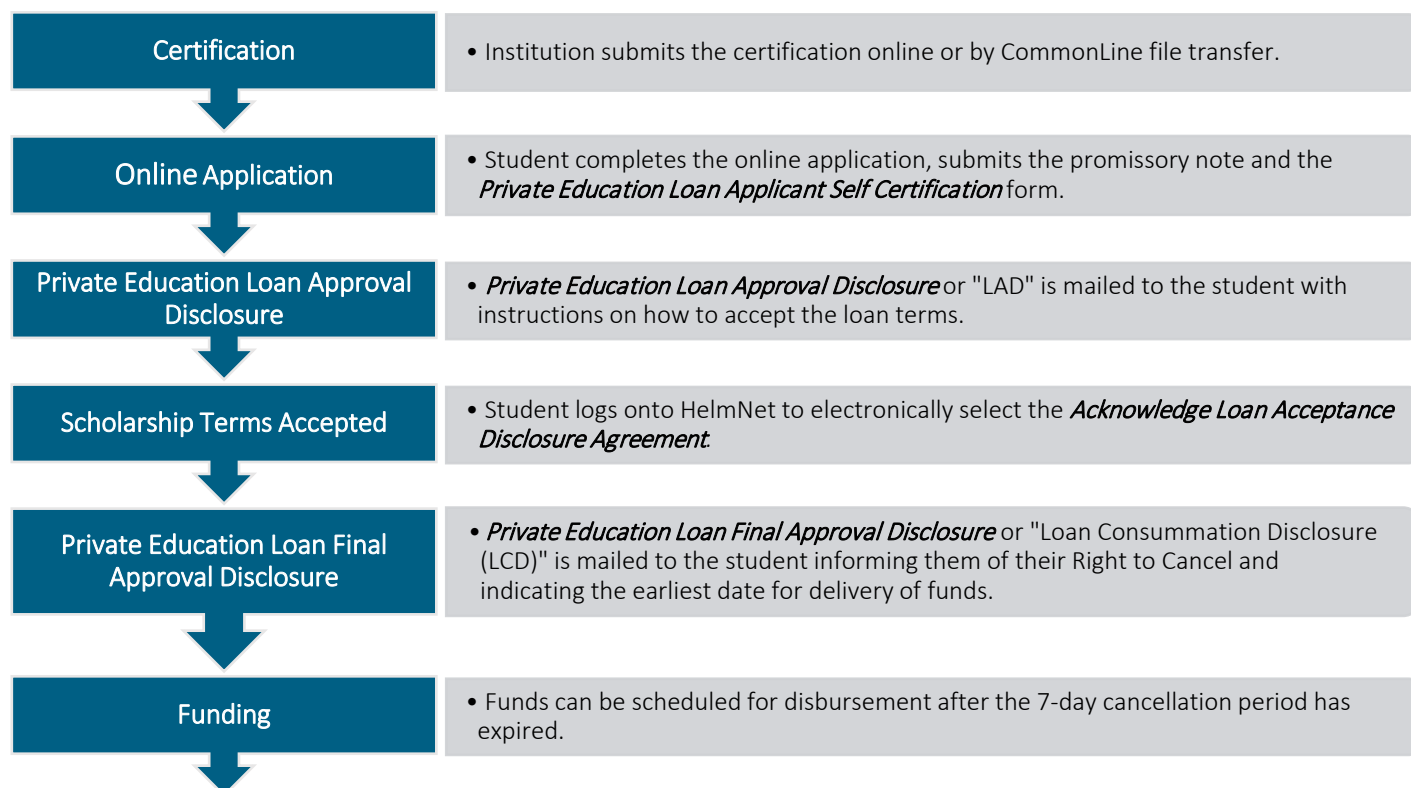 Certification
• Institution submits the certification online or by CommonLine file transfer.
Online Application
• Student completes the online application, submits the promissory note and the
Private Education Loan Applicant Self Certification form.
Private Education Loan Approval
Disclosure
• Private Education Loan Approval Disclosure or "LAD" is mailed to the student with
instructions on how to accept the loan terms.
Scholarship Terms Accepted
• Student logs onto HelmNet to electronically select the Acknowledge Loan Acceptance
Disclosure Agreement.
Private Education Loan Final
Approval Disclosure
• Private Education Loan Final Approval Disclosure or "Loan Consummation Disclosure
(LCD)" is mailed to the student informing them of their Right to Cancel and
indicating the earliest date for delivery of funds.
Funding
• Funds can be scheduled for disbursement after the 7-day cancellation period has
expired.